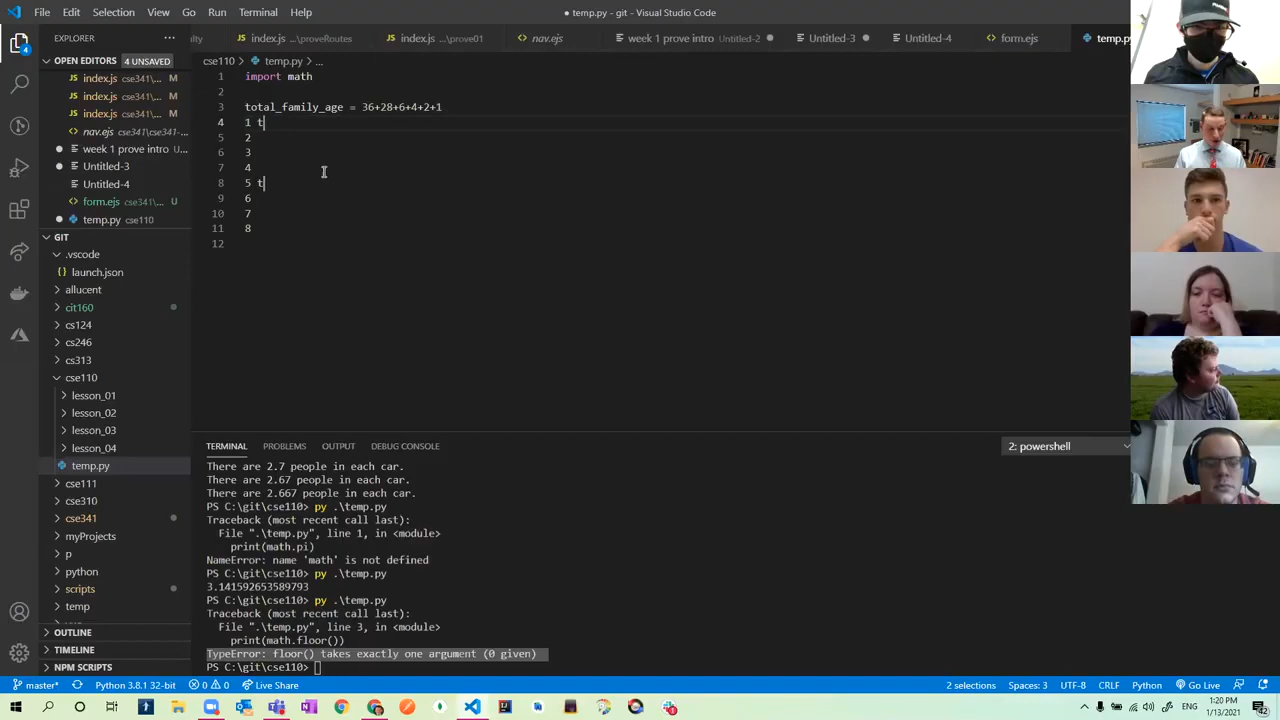 File Edit Selection View Go Run Terminal Help
● temp.py - git - Visual Studio Code
EXPLORER
ulty
index.js ...\proveRoutes
index.js ...\prove01
nav.ejs
week 1 prove intro Untitled-2
Untitled-3
Untitled-4
form.ejs
temp.py
OPEN EDITORS 4 UNSAVED
index.js cse341\... M
index.js cse341\... M
index.js cse341\... M
nav.ejs cse341\cse341-...
week 1 prove intro U...
Untitled-3
Untitled-4
form.ejs cse341\... U
temp.py cse110
GIT
.vscode
launch.json
allucent
cit160
cs124
cs246
cs313
cse110
lesson_01
lesson_02
lesson_03
lesson_04
temp.py
cse111
cse310
cse341
myProjects
p
python
scripts
temp
OUTLINE
TIMELINE
NPM SCRIPTS
cse110 > temp.py > ...
1 import math
2
3 total_family_age = 36+28+6+4+2+1
4 1 t
5 2
6 3
7 4
8 5 t
9 6
10 7
11 8
12
TERMINAL PROBLEMS OUTPUT DEBUG CONSOLE
2: powershell
There are 2.7 people in each car.
There are 2.67 people in each car.
There are 2.667 people in each car.
PS C:\git\cse110> py .\temp.py
Traceback (most recent call last):
File ".\temp.py", line 1, in <module>
print(math.pi)
NameError: name 'math' is not defined
PS C:\git\cse110> py .\temp.py
3.141592653589793
PS C:\git\cse110> py .\temp.py
Traceback (most recent call last):
File ".\temp.py", line 3, in <module>
print(math.floor())
TypeError: floor() takes exactly one argument (0 given)
PS C:\git\cse110>
master* Python 3.8.1 32-bit 0 0 Live Share
2 selections Spaces: 3 UTF-8 CRLF Python Go Live
ENG 1:20 PM
1/13/2021
42